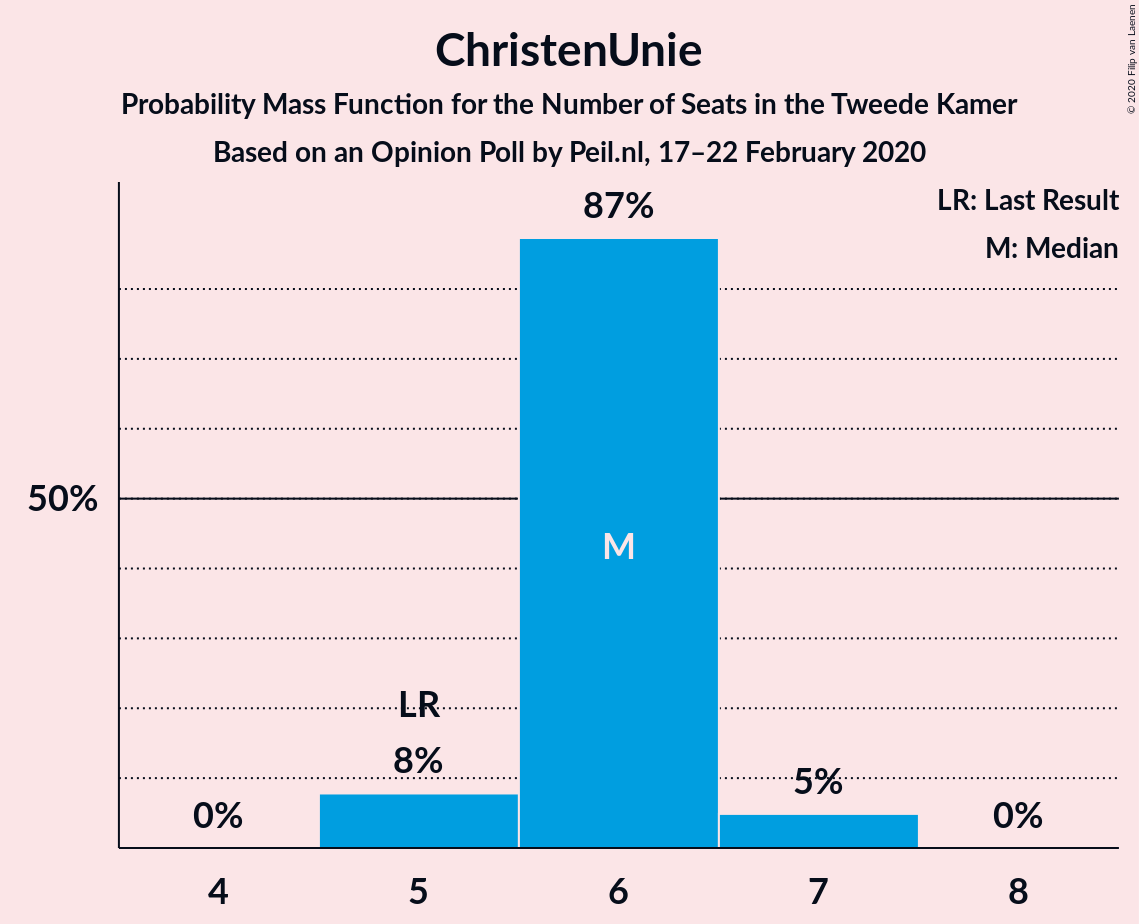 ChristenUnie
Probability Mass Function for the Number of Seats in the Tweede Kamer
Based on an Opinion Poll by Peil.nl, 17–22 February 2020
© 2020 Filip van Laenen
LR: Last Result
M: Median
87%
50%
M
LR
8%
5%
0%
0%
4 5 6 7 8